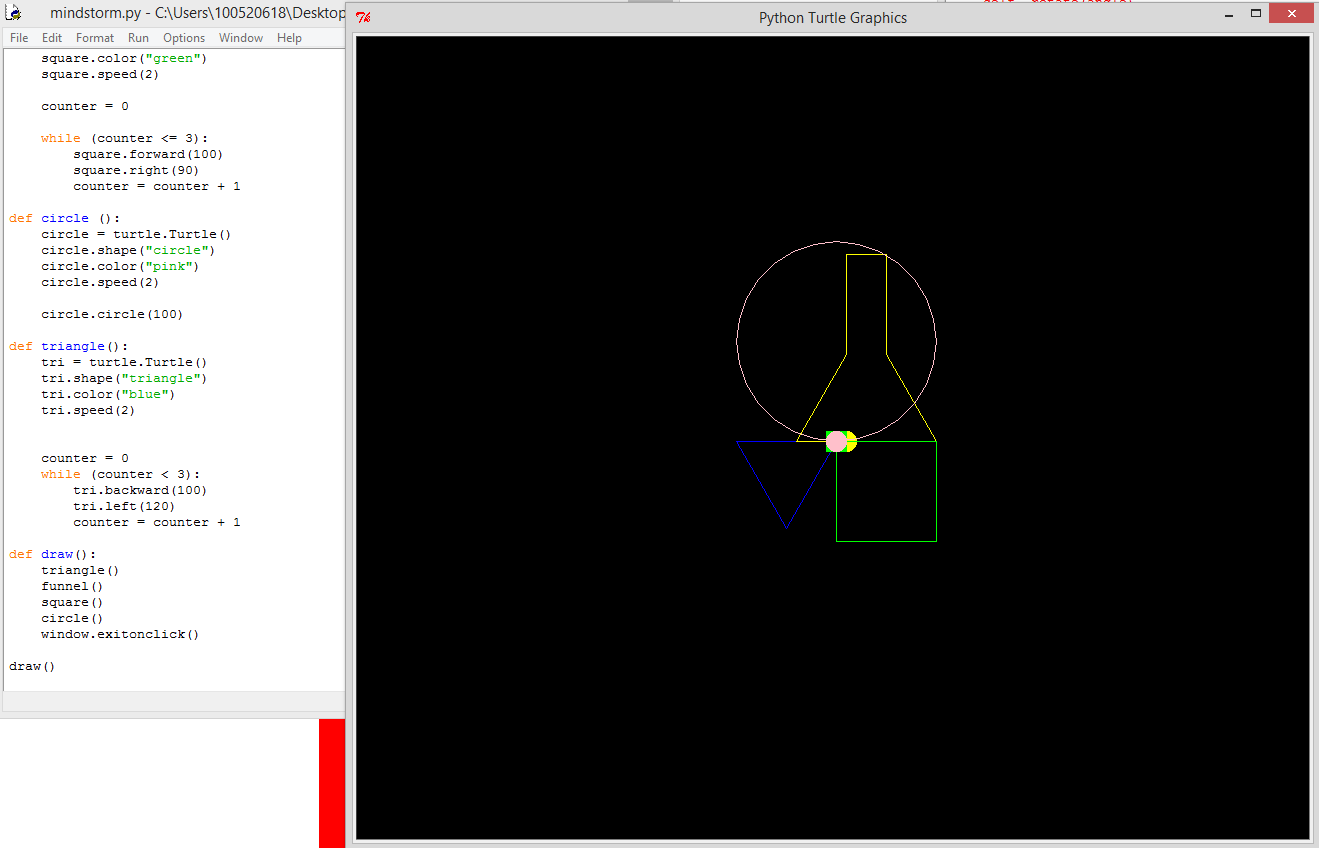 mindstorm.py - C:\Users\100520618\Desktop
File Edit Format Run Options Window Help
    square.color("green")
    square.speed(2)
    counter = 0
    while (counter <= 3):
        square.forward(100)
        square.right(90)
        counter = counter + 1
def circle ():
    circle = turtle.Turtle()
    circle.shape("circle")
    circle.color("pink")
    circle.speed(2)
    circle.circle(100)
def triangle():
    tri = turtle.Turtle()
    tri.shape("triangle")
    tri.color("blue")
    tri.speed(2)
    counter = 0
    while (counter < 3):
        tri.backward(100)
        tri.left(120)
        counter = counter + 1
def draw():
    triangle()
    funnel()
    square()
    circle()
    window.exitonclick()
draw()
Python Turtle Graphics